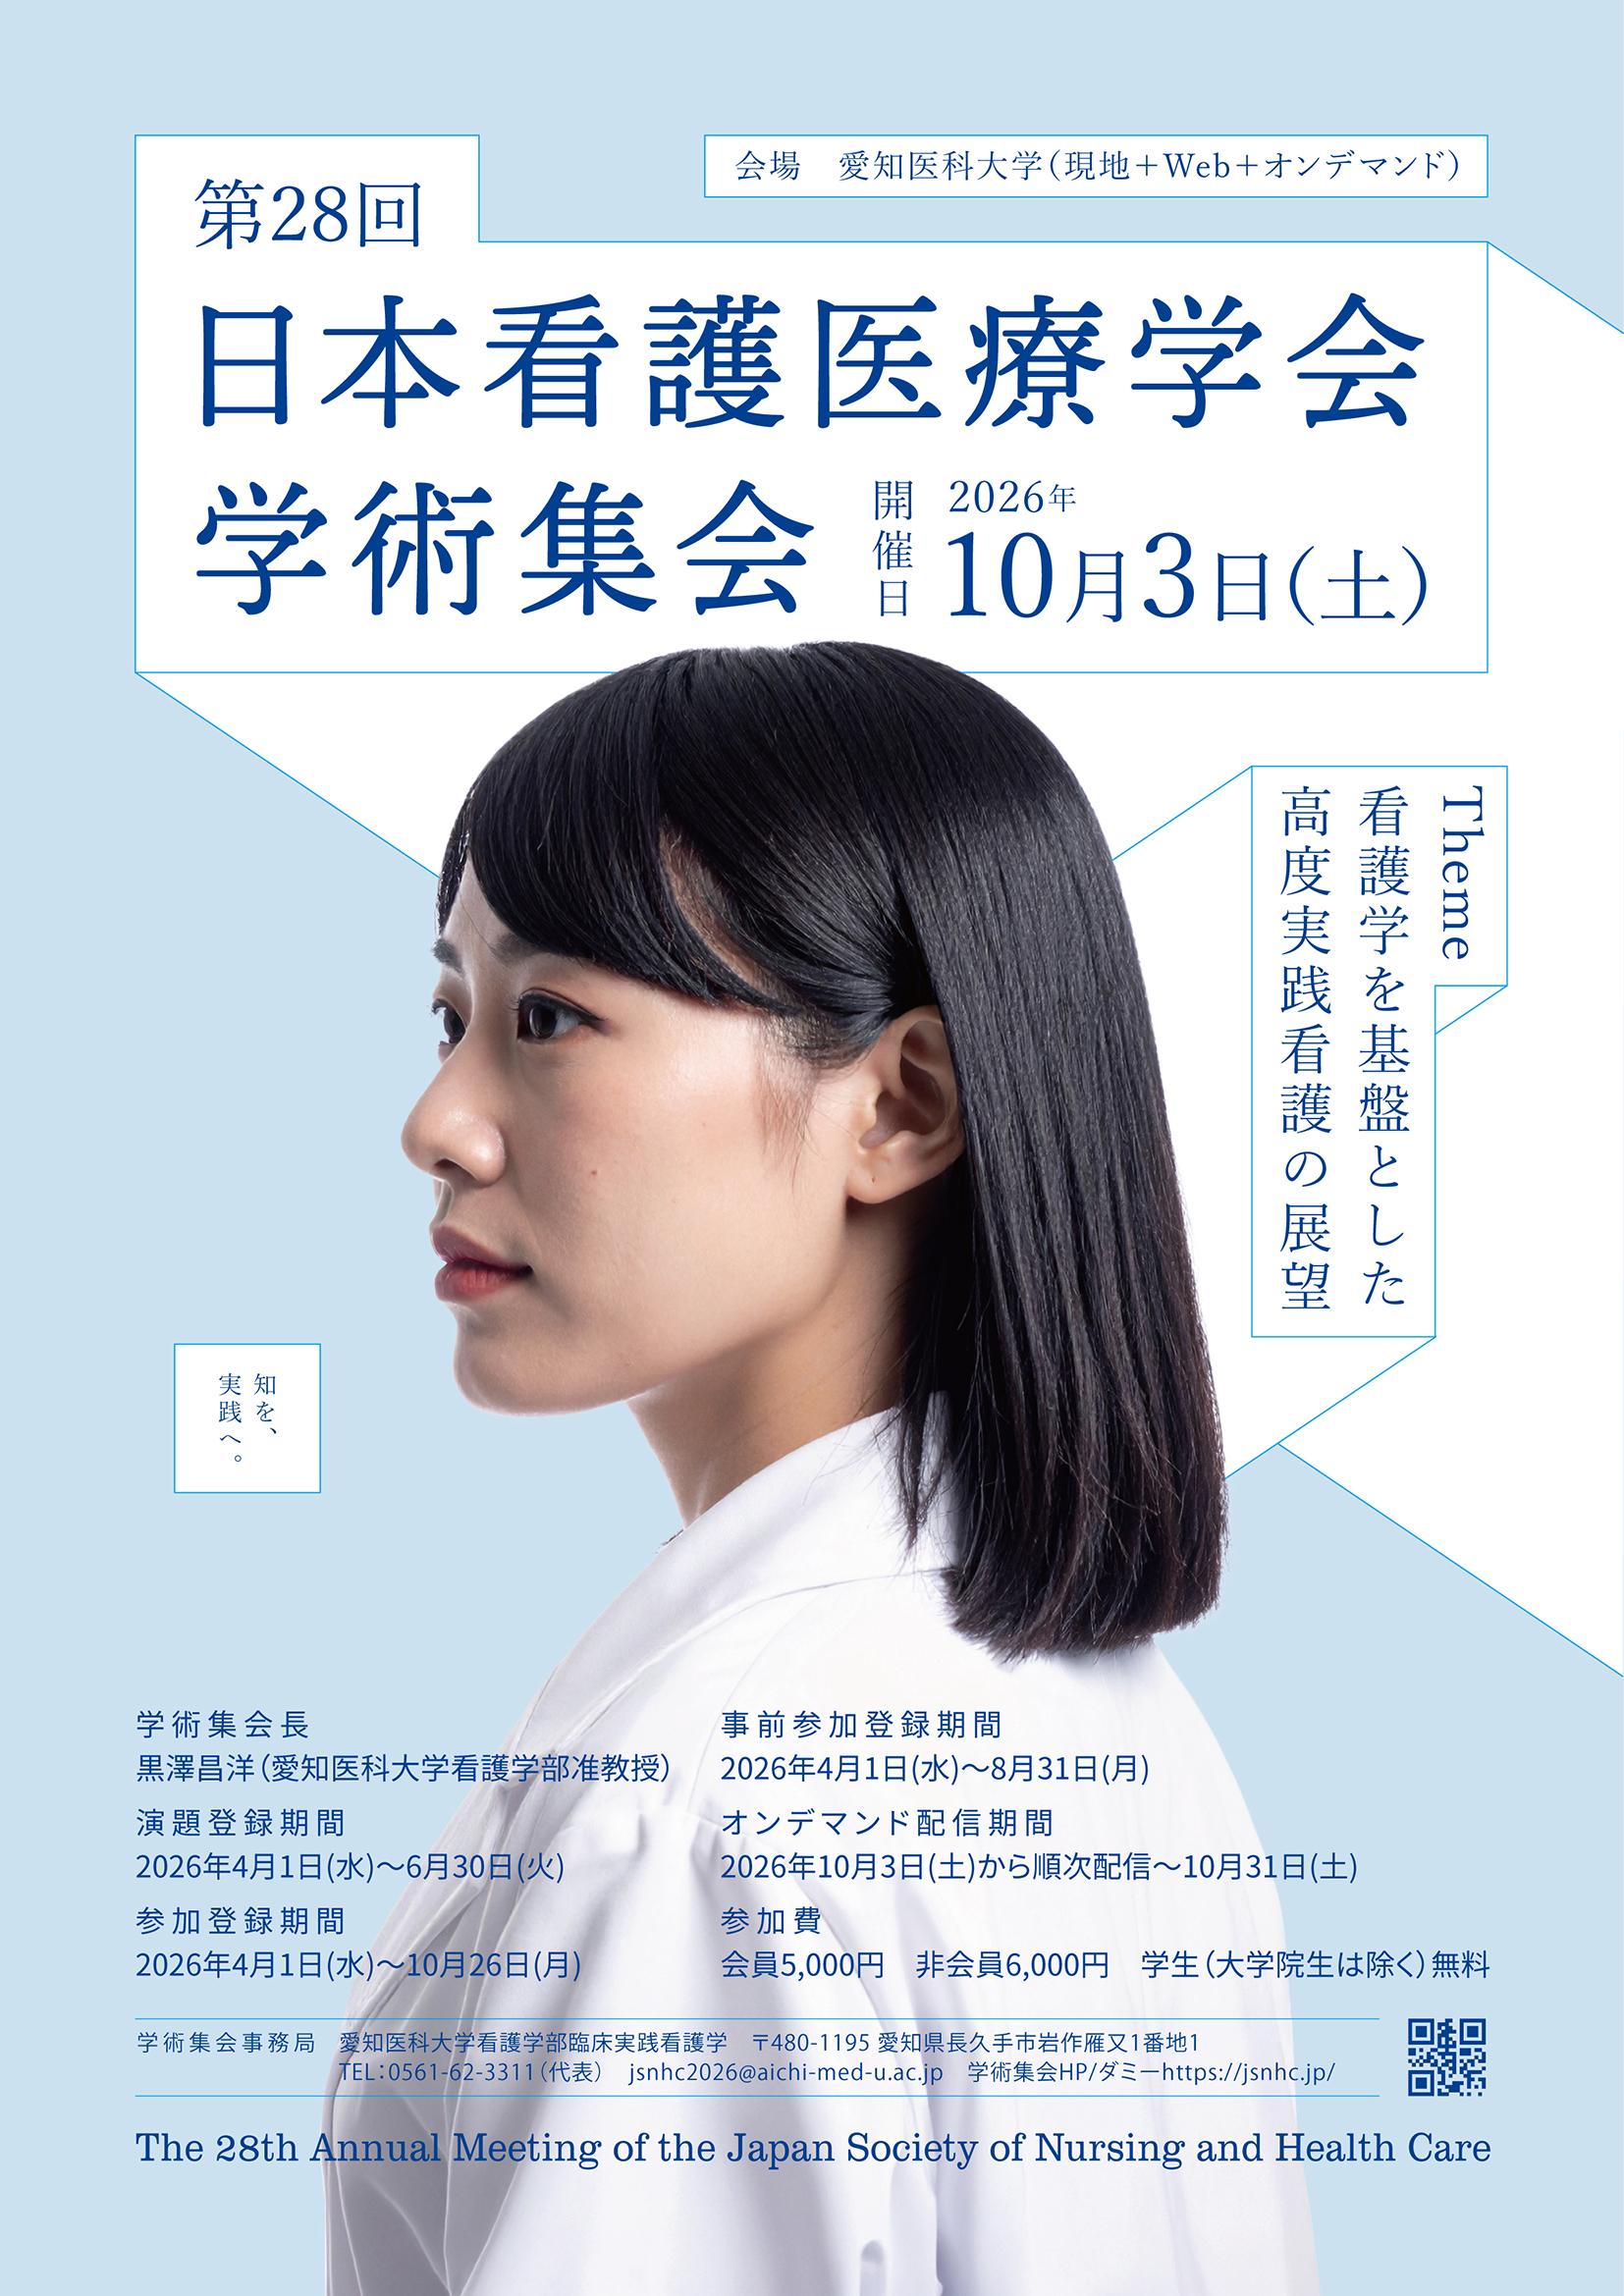 会場　愛知医科大学(現地＋Web＋オンデマンド)
第28回
日本看護医療学会
学術集会
開催日
2026年
10月3日(土)
Theme
看護学を基盤とした
高度実践看護の展望
知を、
実践へ。
学術集会長
黒澤昌洋(愛知医科大学看護学部准教授)
演題登録期間
2026年4月1日(水)〜6月30日(火)
参加登録期間
2026年4月1日(水)〜10月26日(月)
事前参加登録期間
2026年4月1日(水)〜8月31日(月)
オンデマンド配信期間
2026年10月3日(土)から順次配信〜10月31日(土)
参加費
会員5,000円　非会員6,000円　学生(大学院生は除く)無料
学術集会事務局　愛知医科大学看護学部臨床実践看護学　〒480-1195 愛知県長久手市岩作雁又1番地1
TEL：0561-62-3311(代表)　jsnhc2026@aichi-med-u.ac.jp　学術集会HP/ダミーhttps://jsnhc.jp/
The 28th Annual Meeting of the Japan Society of Nursing and Health Care